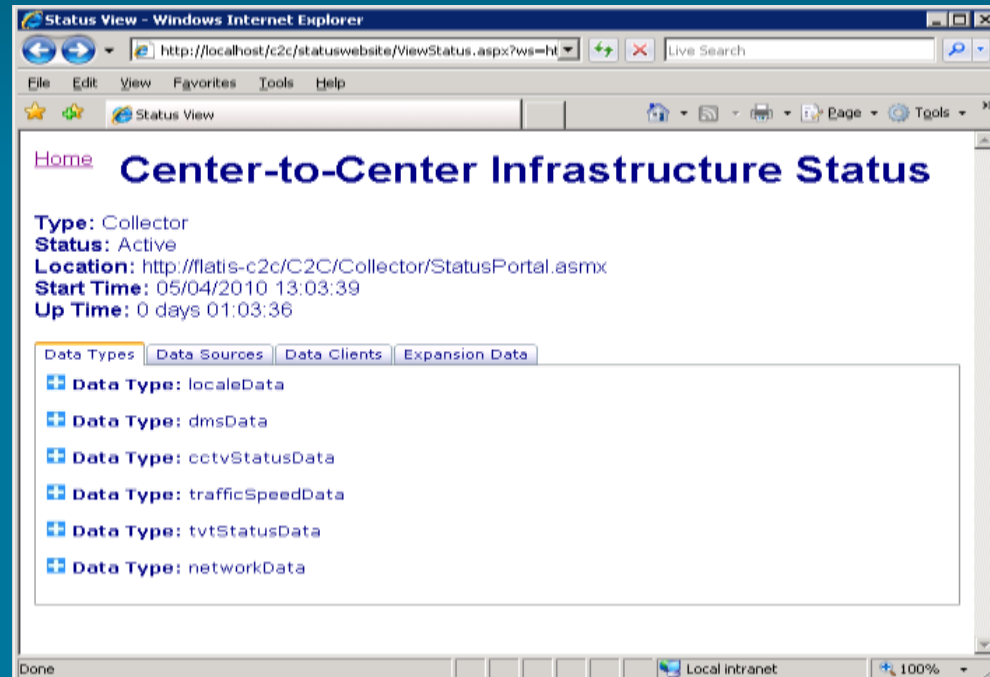 Status View - Windows Internet Explorer
http://localhost/c2c/statuswebsite/ViewStatus.aspx?ws=ht
Live Search
File Edit View Favorites Tools Help
Status View
Page Tools »
Home
Center-to-Center Infrastructure Status
Type: Collector
Status: Active
Location: http://flatis-c2c/C2C/Collector/StatusPortal.asmx
Start Time: 05/04/2010 13:03:39
Up Time: 0 days 01:03:36
Data Types Data Sources Data Clients Expansion Data
Data Type: localeData
Data Type: dmsData
Data Type: cctvStatusData
Data Type: trafficSpeedData
Data Type: tvtStatusData
Data Type: networkData
Done Local intranet 100%